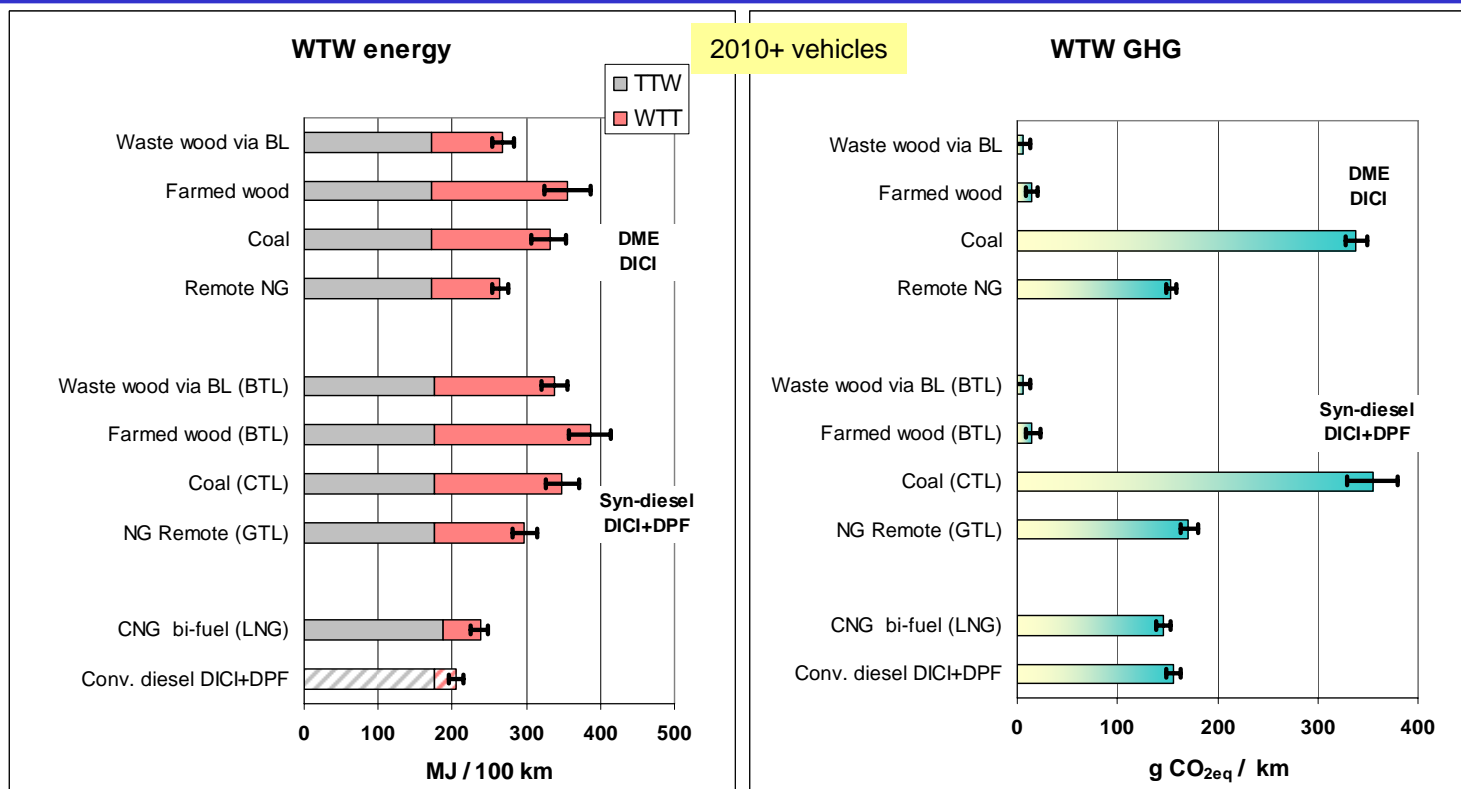 WTW energy
2010+ vehicles
WTW GHG
TTW
WTT
Waste wood via BL
Farmed wood
Coal
Remote NG
DME
DICI
Waste wood via BL (BTL)
Farmed wood (BTL)
Coal (CTL)
NG Remote (GTL)
Syn-diesel
DICI+DPF
CNG bi-fuel (LNG)
Conv. diesel DICI+DPF
0 100 200 300 400 500
MJ / 100 km
Waste wood via BL
Farmed wood
Coal
Remote NG
DME
DICI
Waste wood via BL (BTL)
Farmed wood (BTL)
Coal (CTL)
NG Remote (GTL)
Syn-diesel
DICI+DPF
CNG bi-fuel (LNG)
Conv. diesel DICI+DPF
0 100 200 300 400
g CO2eq / km